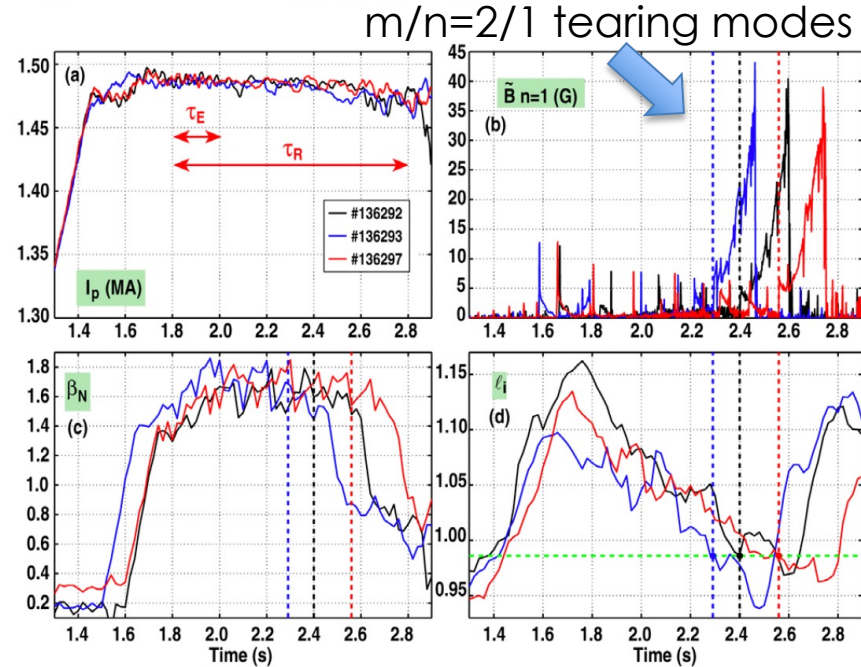 m/n=2/1 tearing modes
1.50
1.45
1.40
1.35
1.30
(a)
τE
τR
#136292
#136293
#136297
Ip (MA)
1.4 1.6 1.8 2.0 2.2 2.4 2.6 2.8
45
40
35
30
25
20
15
10
5
0
B̃ n=1 (G)
(b)
1.4 1.6 1.8 2.0 2.2 2.4 2.6 2.8
1.8
1.6
1.4
1.2
1.0
0.8
0.6
0.4
0.2
βN
(c)
1.4 1.6 1.8 2.0 2.2 2.4 2.6 2.8
Time (s)
1.15
1.10
1.05
1.00
0.95
ℓi
(d)
1.4 1.6 1.8 2.0 2.2 2.4 2.6 2.8
Time (s)